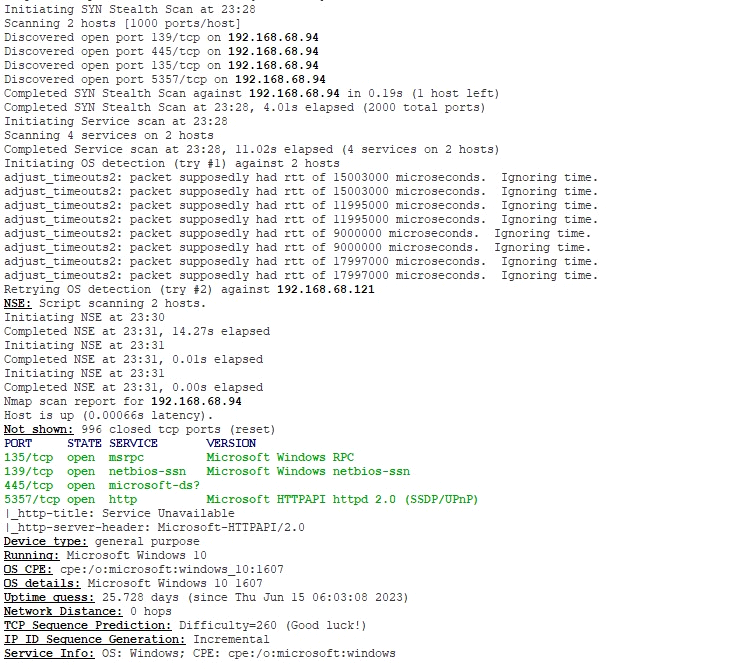 Initiating SYN Stealth Scan at 23:28
Scanning 2 hosts [1000 ports/host]
Discovered open port 139/tcp on 192.168.68.94
Discovered open port 445/tcp on 192.168.68.94
Discovered open port 135/tcp on 192.168.68.94
Discovered open port 5357/tcp on 192.168.68.94
Completed SYN Stealth Scan against 192.168.68.94 in 0.19s (1 host left)
Completed SYN Stealth Scan at 23:28, 4.01s elapsed (2000 total ports)
Initiating Service scan at 23:28
Scanning 4 services on 2 hosts
Completed Service scan at 23:28, 11.02s elapsed (4 services on 2 hosts)
Initiating OS detection (try #1) against 2 hosts
adjust_timeouts2: packet supposedly had rtt of 15003000 microseconds.  Ignoring time.
adjust_timeouts2: packet supposedly had rtt of 15003000 microseconds.  Ignoring time.
adjust_timeouts2: packet supposedly had rtt of 11995000 microseconds.  Ignoring time.
adjust_timeouts2: packet supposedly had rtt of 11995000 microseconds.  Ignoring time.
adjust_timeouts2: packet supposedly had rtt of 9000000 microseconds.  Ignoring time.
adjust_timeouts2: packet supposedly had rtt of 9000000 microseconds.  Ignoring time.
adjust_timeouts2: packet supposedly had rtt of 17997000 microseconds.  Ignoring time.
adjust_timeouts2: packet supposedly had rtt of 17997000 microseconds.  Ignoring time.
Retrying OS detection (try #2) against 192.168.68.121
NSE: Script scanning 2 hosts.
Initiating NSE at 23:30
Completed NSE at 23:31, 14.27s elapsed
Initiating NSE at 23:31
Completed NSE at 23:31, 0.01s elapsed
Initiating NSE at 23:31
Completed NSE at 23:31, 0.00s elapsed
Nmap scan report for 192.168.68.94
Host is up (0.00066s latency).
Not shown: 996 closed tcp ports (reset)
PORT     STATE SERVICE       VERSION
135/tcp  open  msrpc         Microsoft Windows RPC
139/tcp  open  netbios-ssn   Microsoft Windows netbios-ssn
445/tcp  open  microsoft-ds?
5357/tcp open  http          Microsoft HTTPAPI httpd 2.0 (SSDP/UPnP)
|_http-title: Service Unavailable
|_http-server-header: Microsoft-HTTPAPI/2.0
Device type: general purpose
Running: Microsoft Windows 10
OS CPE: cpe:/o:microsoft:windows_10:1607
OS details: Microsoft Windows 10 1607
Uptime guess: 25.728 days (since Thu Jun 15 06:03:08 2023)
Network Distance: 0 hops
TCP Sequence Prediction: Difficulty=260 (Good luck!)
IP ID Sequence Generation: Incremental
Service Info: OS: Windows; CPE: cpe:/o:microsoft:windows